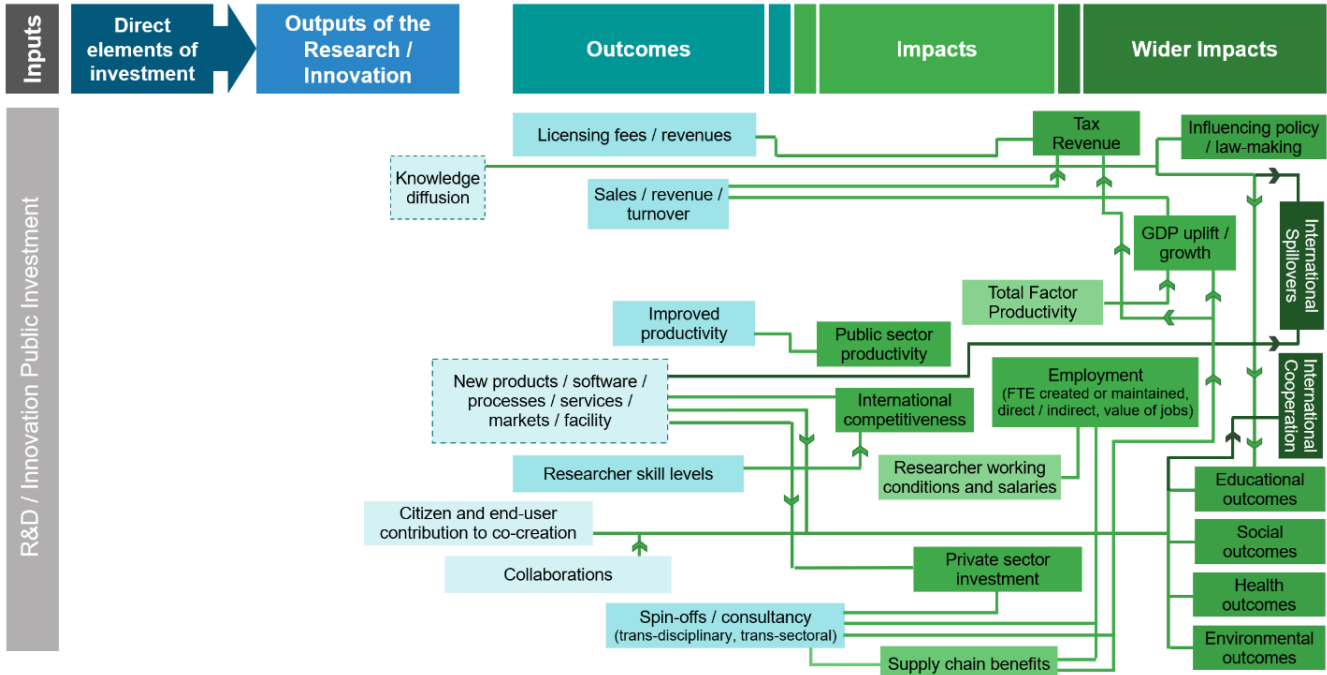 Inputs
Direct
elements of
investment
Outputs of the
Research /
Innovation
Outcomes
Impacts
Wider Impacts
R&D / Innovation Public Investment
Licensing fees / revenues
Tax
Revenue
Influencing policy
/ law-making
Knowledge
diffusion
Sales / revenue /
turnover
GDP uplift /
growth
International
Spillovers
Total Factor
Productivity
Improved
productivity
Public sector
productivity
New products / software /
processes / services /
markets / facility
International
competitiveness
Employment
(FTE created or maintained,
direct / indirect, value of jobs)
International
Cooperation
Researcher skill levels
Researcher working
conditions and salaries
Educational
outcomes
Citizen and end-user
contribution to co-creation
Social
outcomes
Collaborations
Private sector
investment
Health
outcomes
Spin-offs / consultancy
(trans-disciplinary, trans-sectoral)
Environmental
outcomes
Supply chain benefits